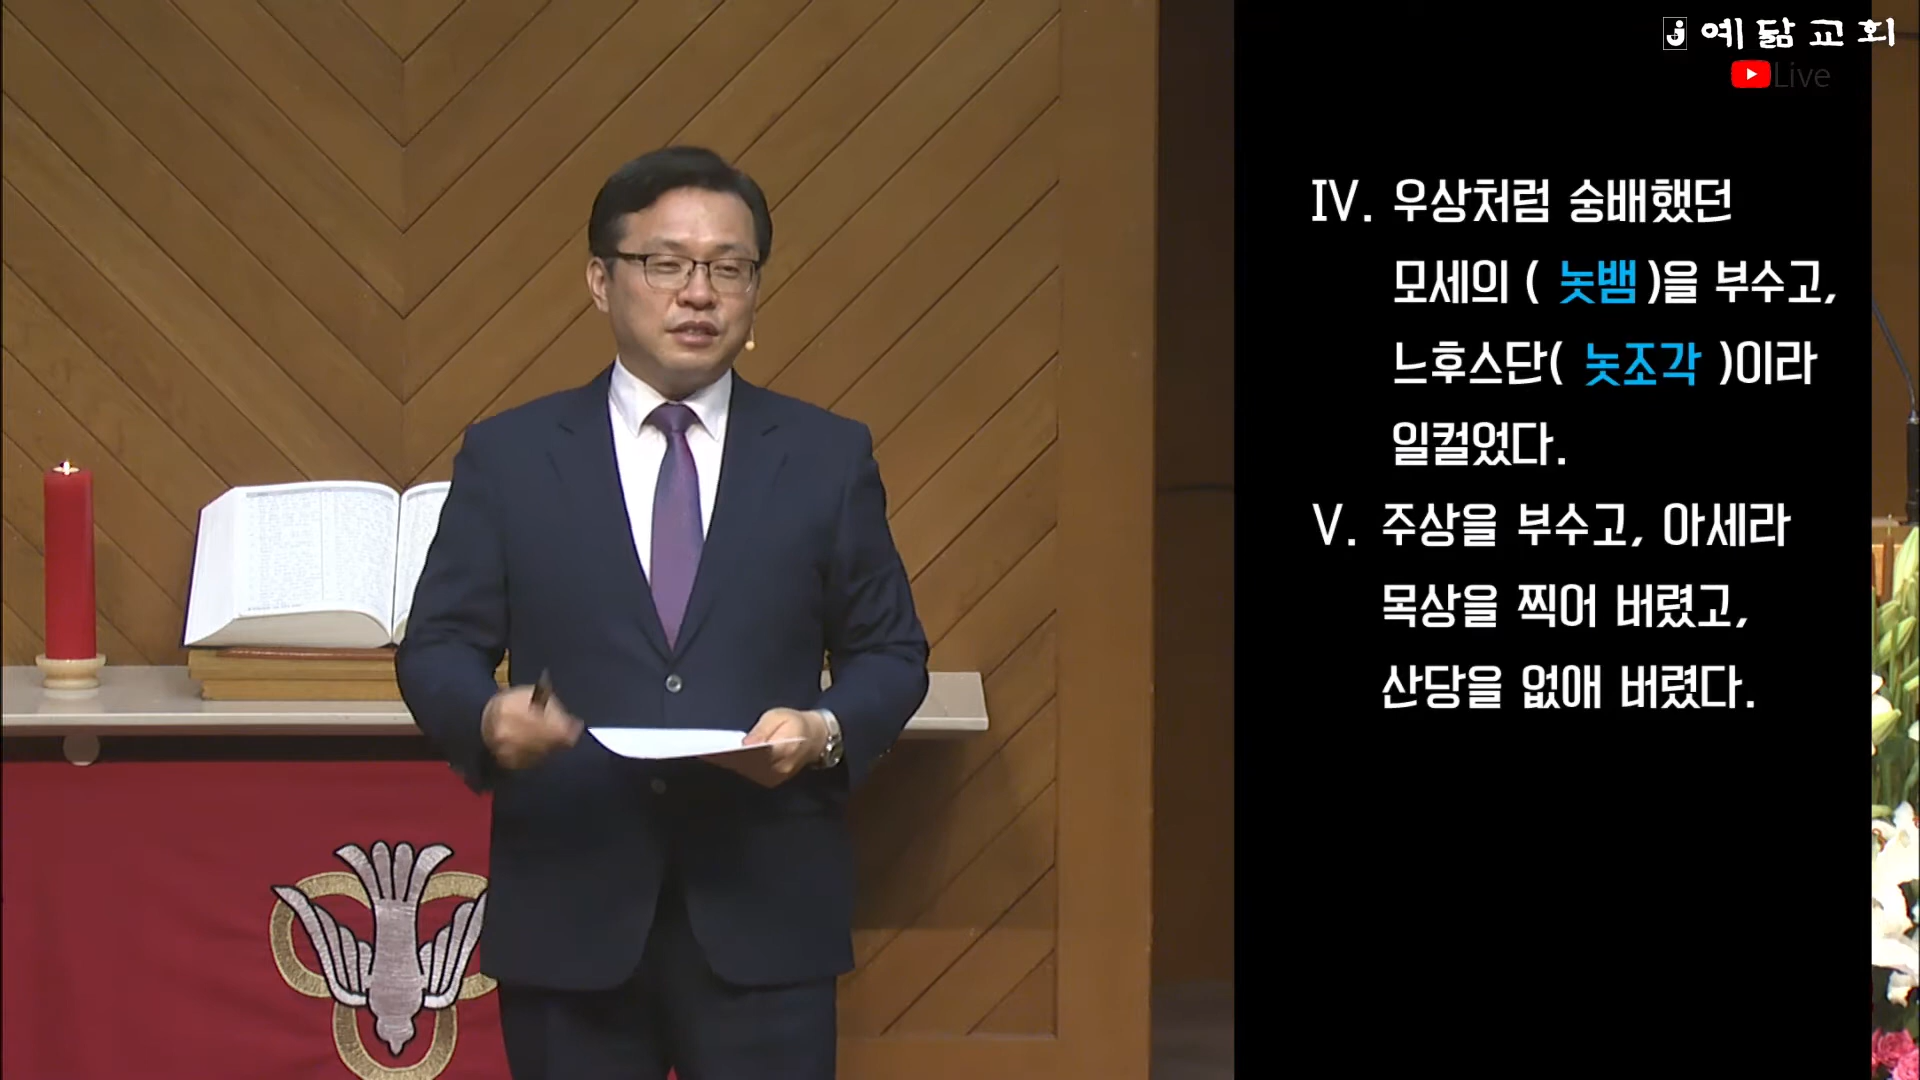 예닮교회
Live
IV. 우상처럼 숭배했던
모세의 ( 놋뱀 )을 부수고,
느후스단( 놋조각 )이라
일컬었다.
V. 주상을 부수고, 아세라
목상을 찍어 버렸고,
산당을 없애 버렸다.